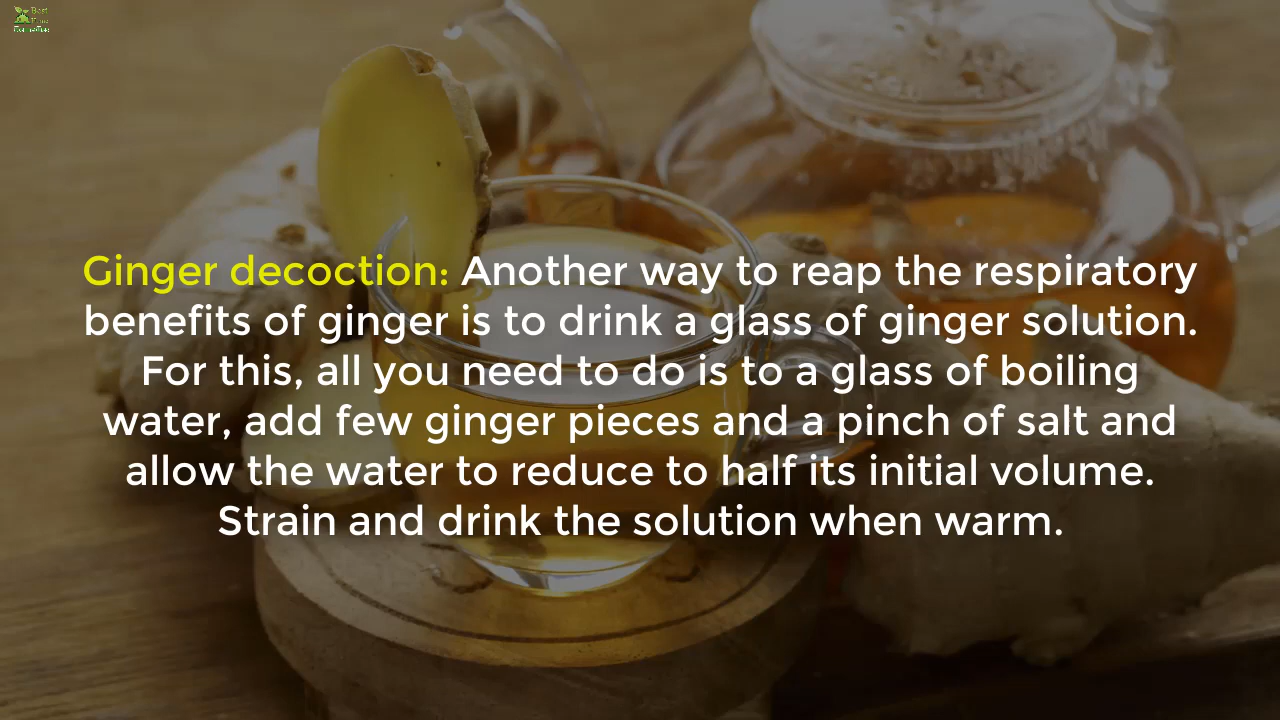 Best
Home
Remedies
Ginger decoction: Another way to reap the respiratory
benefits of ginger is to drink a glass of ginger solution.
For this, all you need to do is to a glass of boiling
water, add few ginger pieces and a pinch of salt and
allow the water to reduce to half its initial volume.
Strain and drink the solution when warm.